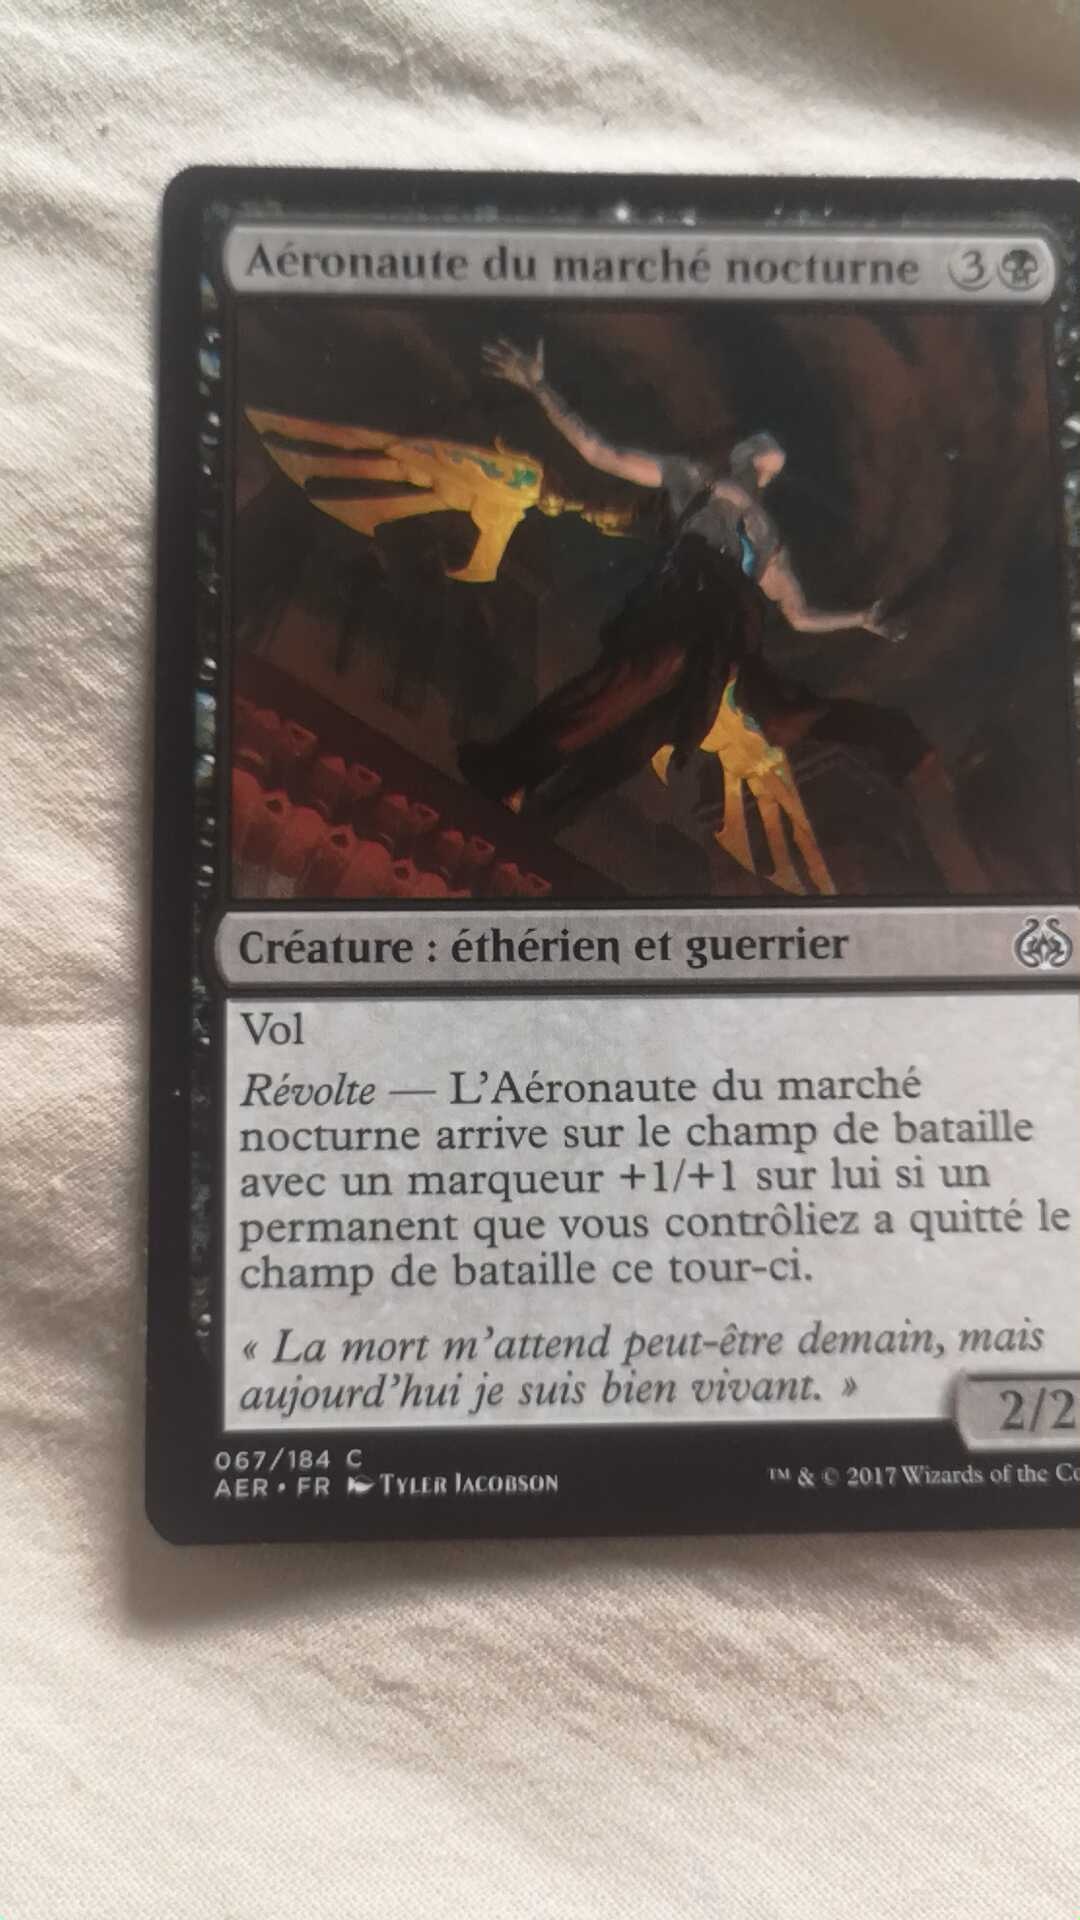 Aéronaute du marché nocturne 3
Créature : éthérien et guerrier
Vol
Révolte — L'Aéronaute du marché
nocturne arrive sur le champ de bataille
avec un marqueur +1/+1 sur lui si un
permanent que vous contrôliez a quitté le
champ de bataille ce tour-ci.
« La mort m'attend peut-être demain, mais
aujourd'hui je suis bien vivant. »
2/2
067/184 C
AER • FR Tyler Jacobson
™ & © 2017 Wizards of the Co